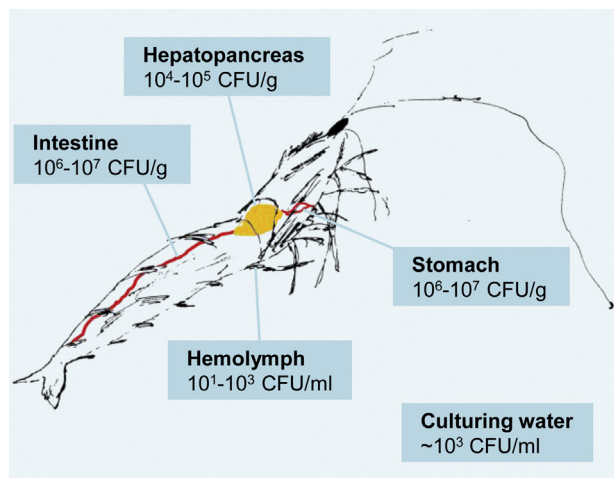 Hepatopancreas
10⁴-10⁵ CFU/g
Intestine
10⁶-10⁷ CFU/g
Stomach
10⁶-10⁷ CFU/g
Hemolymph
10¹-10³ CFU/ml
Culturing water
~10³ CFU/ml